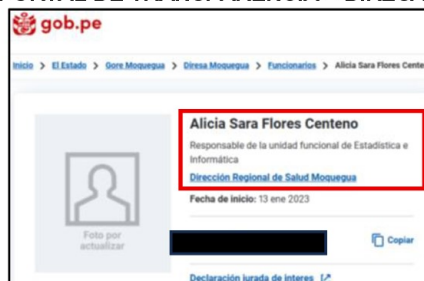 gob.pe
Inicio > El Estado > Gore Moquegua > Diresa Moquegua > Funcionarios > Alicia Sara Flores Cente
Alicia Sara Flores Centeno
Responsable de la unidad funcional de Estadística e
Informática
Dirección Regional de Salud Moquegua
Fecha de inicio: 13 ene 2023
Foto por
actualizar
Copiar
Declaración jurada de interes